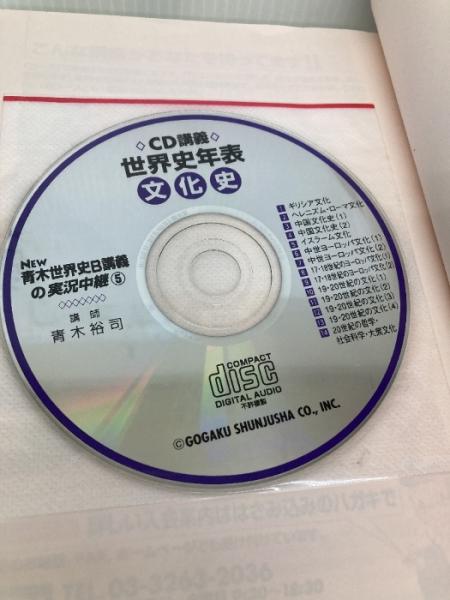 ◇CD講義◇
世界史年表
文化史
NEW
青木世界史B講義
の実況中継⑤
◇◇◇◇◇◇◇
講師
青木裕司
1 ギリシア文化
2 ヘレニズム・ローマ文化
3 中国文化史(1)
4 中国文化史(2)
5 イスラーム文化
6 中世ヨーロッパ文化(1)
7 中世ヨーロッパ文化(2)
8 17-18世紀のヨーロッパ文化(1)
9 17-18世紀のヨーロッパ文化(2)
10 19-20世紀の文化(1)
11 19-20世紀の文化(2)
12 19-20世紀の文化(3)
13 19-20世紀の文化(4)
14 20世紀の哲学・
社会科学・大衆文化
COMPACT
disc
DIGITAL AUDIO
不許複製
©GOGAKU SHUNJUSHA CO., INC.
TEL 03-3263-2036